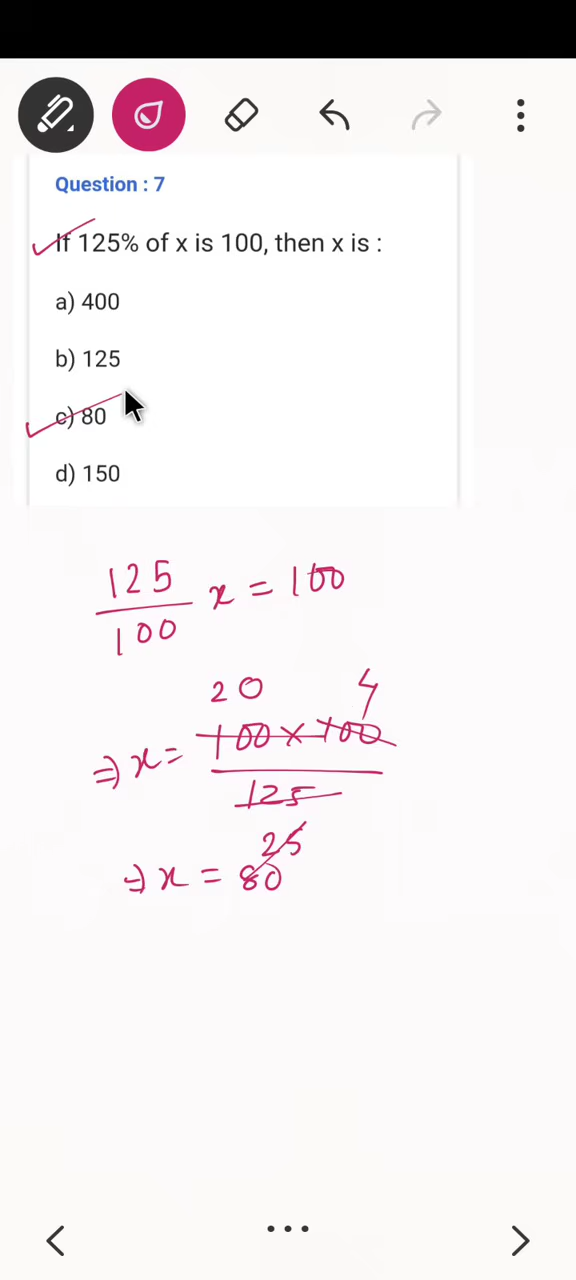 Question : 7
If 125% of x is 100, then x is :
a) 400
b) 125
c) 80
d) 150
125/100 x = 100
20 4
⇒ x = 100 × 100 / 125
25
⇒ x = 80